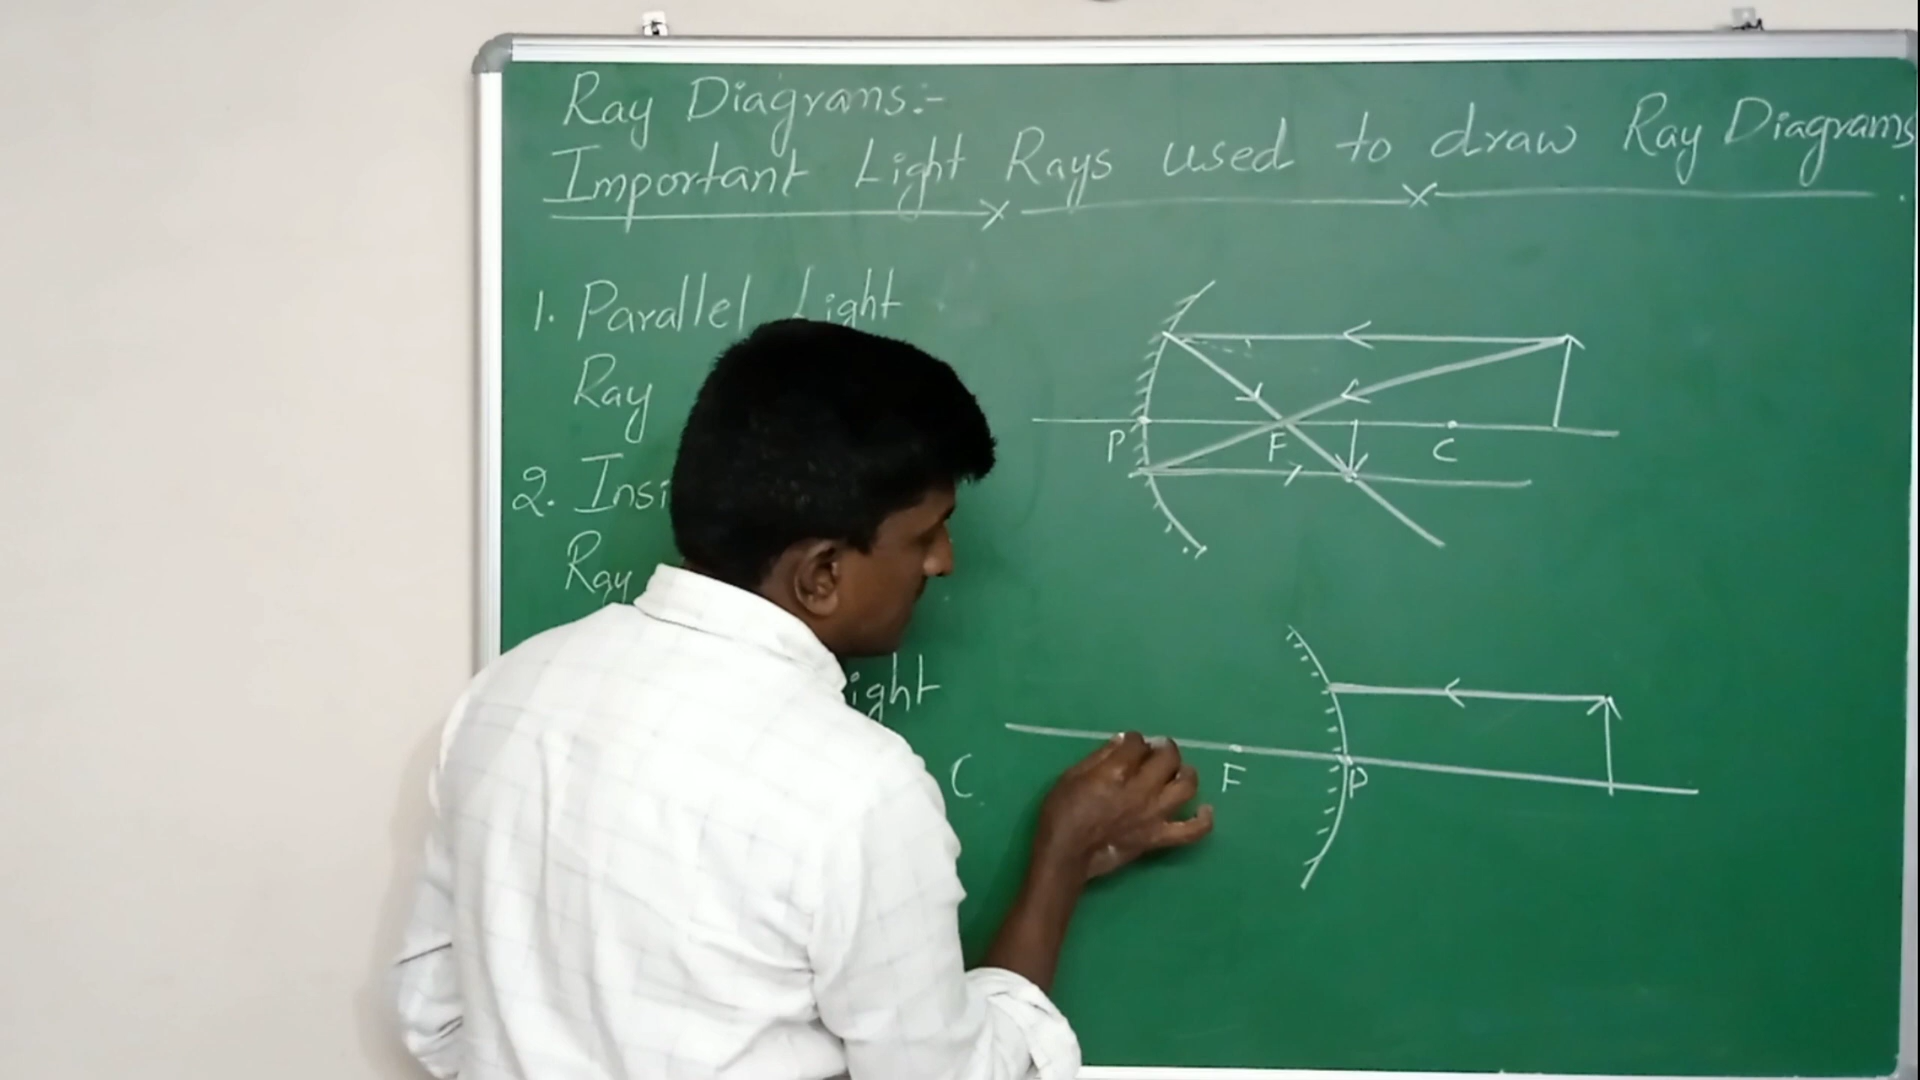 Ray Diagrams:-
Important Light Rays used to draw Ray Diagrams
1. Parallel Light
Ray
2. Insi
Ray
ight
P F C
C F P